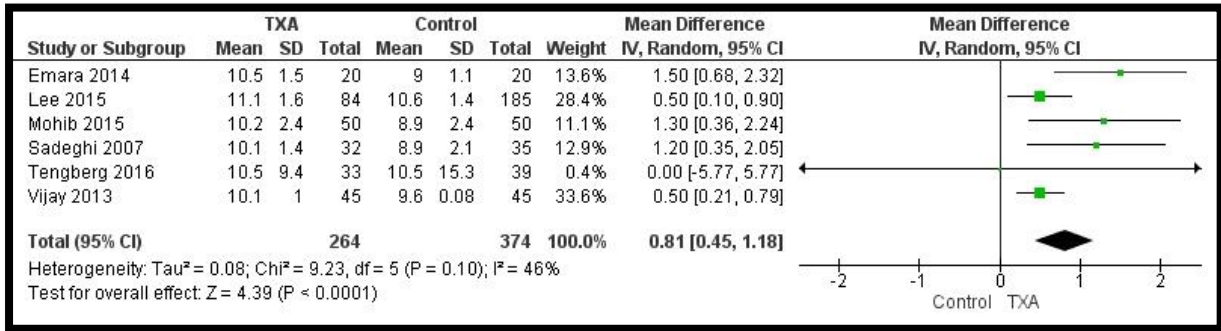 TXA Control Mean Difference Mean Difference
Study or Subgroup Mean SD Total Mean SD Total Weight IV, Random, 95% CI IV, Random, 95% CI
Emara 2014 10.5 1.5 20 9 1.1 20 13.6% 1.50 [0.68, 2.32]
Lee 2015 11.1 1.6 84 10.6 1.4 185 28.4% 0.50 [0.10, 0.90]
Mohib 2015 10.2 2.4 50 8.9 2.4 50 11.1% 1.30 [0.36, 2.24]
Sadeghi 2007 10.1 1.4 32 8.9 2.1 35 12.9% 1.20 [0.35, 2.05]
Tengberg 2016 10.5 9.4 33 10.5 15.3 39 0.4% 0.00 [-5.77, 5.77]
Vijay 2013 10.1 1 45 9.6 0.08 45 33.6% 0.50 [0.21, 0.79]
Total (95% CI) 264 374 100.0% 0.81 [0.45, 1.18]
Heterogeneity: Tau² = 0.08; Chi² = 9.23, df = 5 (P = 0.10); I² = 46%
Test for overall effect: Z = 4.39 (P < 0.0001)
-2 -1 0 1 2
Control TXA